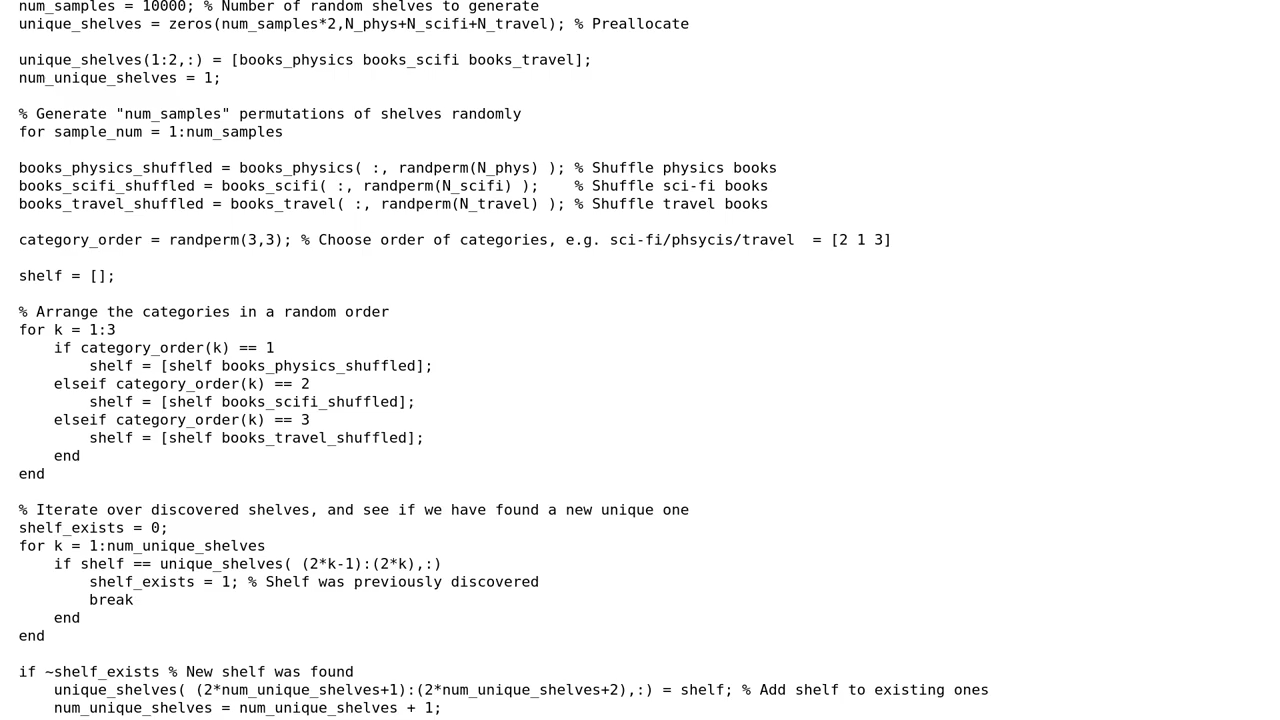 num_samples = 10000; % Number of random shelves to generate
unique_shelves = zeros(num_samples*2,N_phys+N_scifi+N_travel); % Preallocate
unique_shelves(1:2,:) = [books_physics books_scifi books_travel];
num_unique_shelves = 1;
% Generate "num_samples" permutations of shelves randomly
for sample_num = 1:num_samples
books_physics_shuffled = books_physics( :, randperm(N_phys) ); % Shuffle physics books
books_scifi_shuffled = books_scifi( :, randperm(N_scifi) );    % Shuffle sci-fi books
books_travel_shuffled = books_travel( :, randperm(N_travel) ); % Shuffle travel books
category_order = randperm(3,3); % Choose order of categories, e.g. sci-fi/phsycis/travel  = [2 1 3]
shelf = [];
% Arrange the categories in a random order
for k = 1:3
    if category_order(k) == 1
        shelf = [shelf books_physics_shuffled];
    elseif category_order(k) == 2
        shelf = [shelf books_scifi_shuffled];
    elseif category_order(k) == 3
        shelf = [shelf books_travel_shuffled];
    end
end
% Iterate over discovered shelves, and see if we have found a new unique one
shelf_exists = 0;
for k = 1:num_unique_shelves
    if shelf == unique_shelves( (2*k-1):(2*k),:)
        shelf_exists = 1; % Shelf was previously discovered
        break
    end
end
if ~shelf_exists % New shelf was found
    unique_shelves( (2*num_unique_shelves+1):(2*num_unique_shelves+2),:) = shelf; % Add shelf to existing ones
    num_unique_shelves = num_unique_shelves + 1;